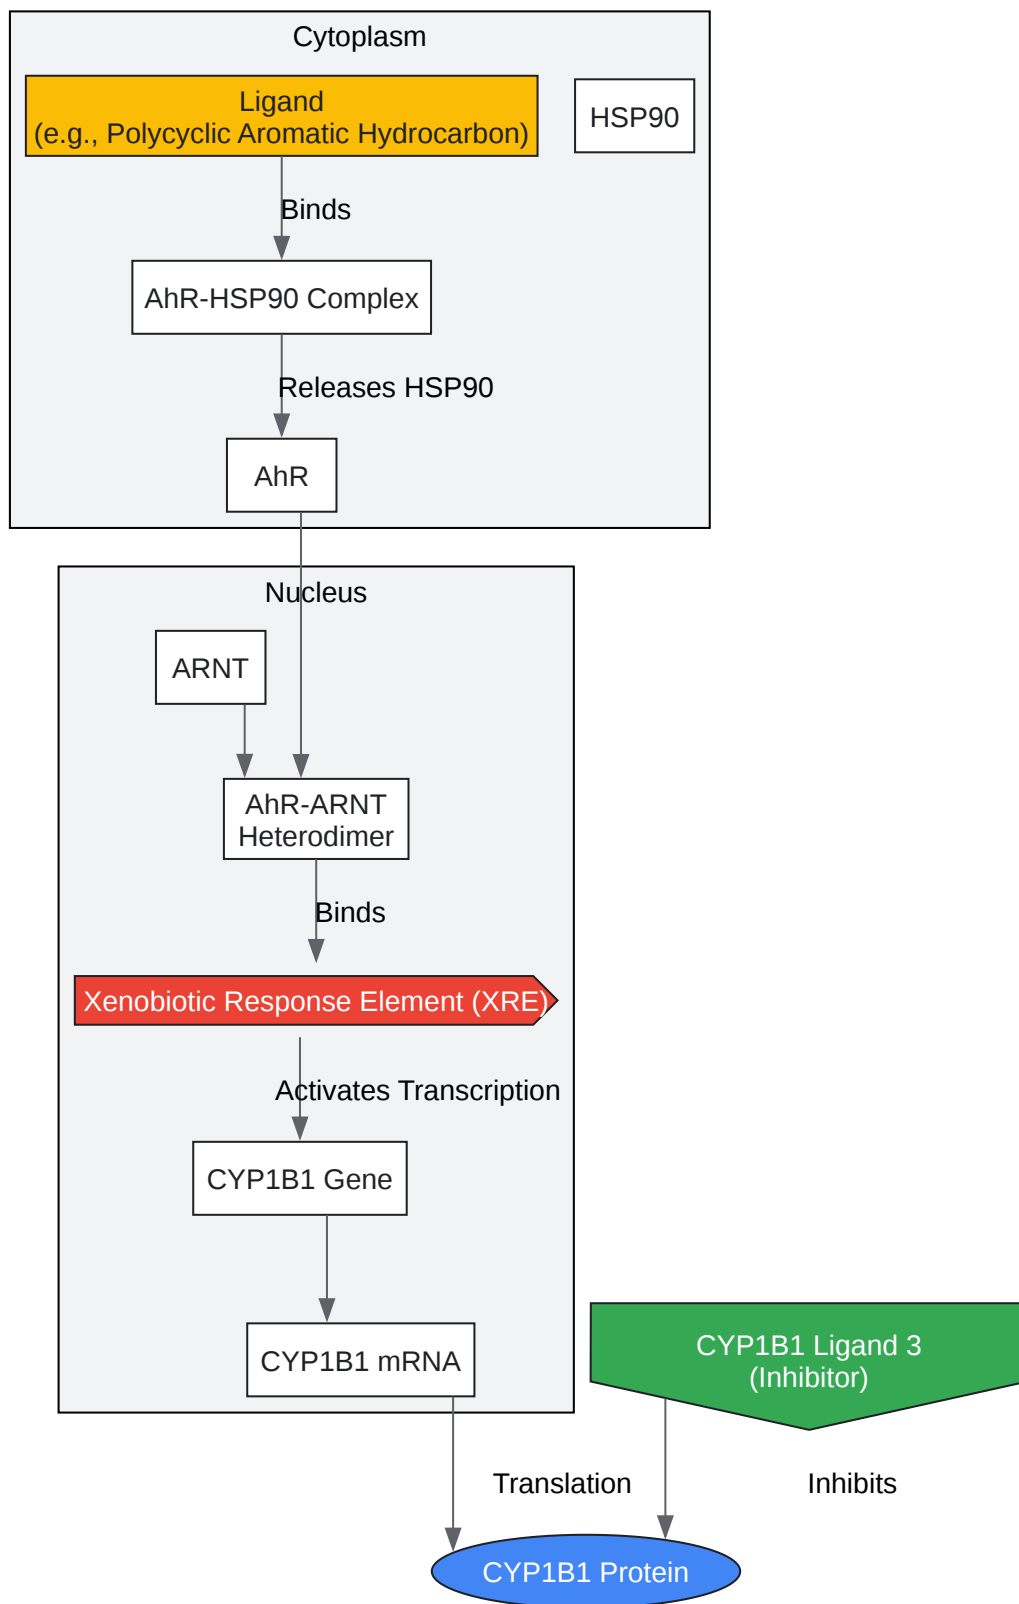 Cytoplasm
Ligand
(e.g., Polycyclic Aromatic Hydrocarbon)
HSP90
Binds
AhR-HSP90 Complex
Releases HSP90
AhR
Nucleus
ARNT
AhR-ARNT
Heterodimer
Binds
Xenobiotic Response Element (XRE)
Activates Transcription
CYP1B1 Gene
CYP1B1 mRNA
CYP1B1 Ligand 3
(Inhibitor)
Translation
Inhibits
CYP1B1 Protein